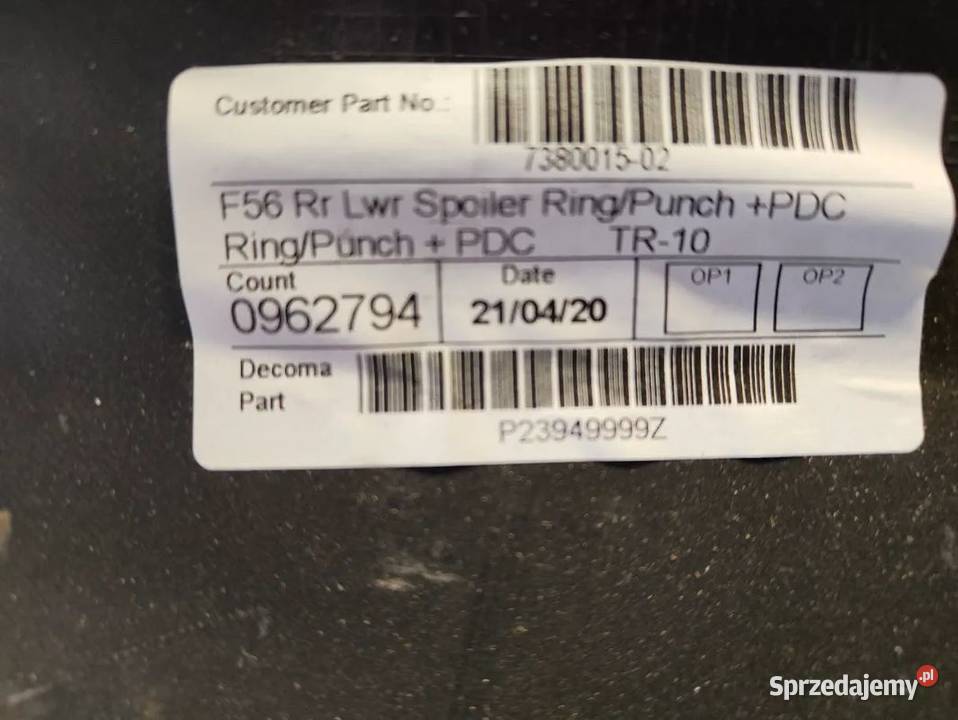 Customer Part No.:
7380015-02
F56 Rr Lwr Spoiler Ring/Punch +PDC
Ring/Punch + PDC TR-10
Count
0962794
Date
21/04/20
OP1
OP2
Decoma
Part
P23949999Z
Sprzedajemy.pl